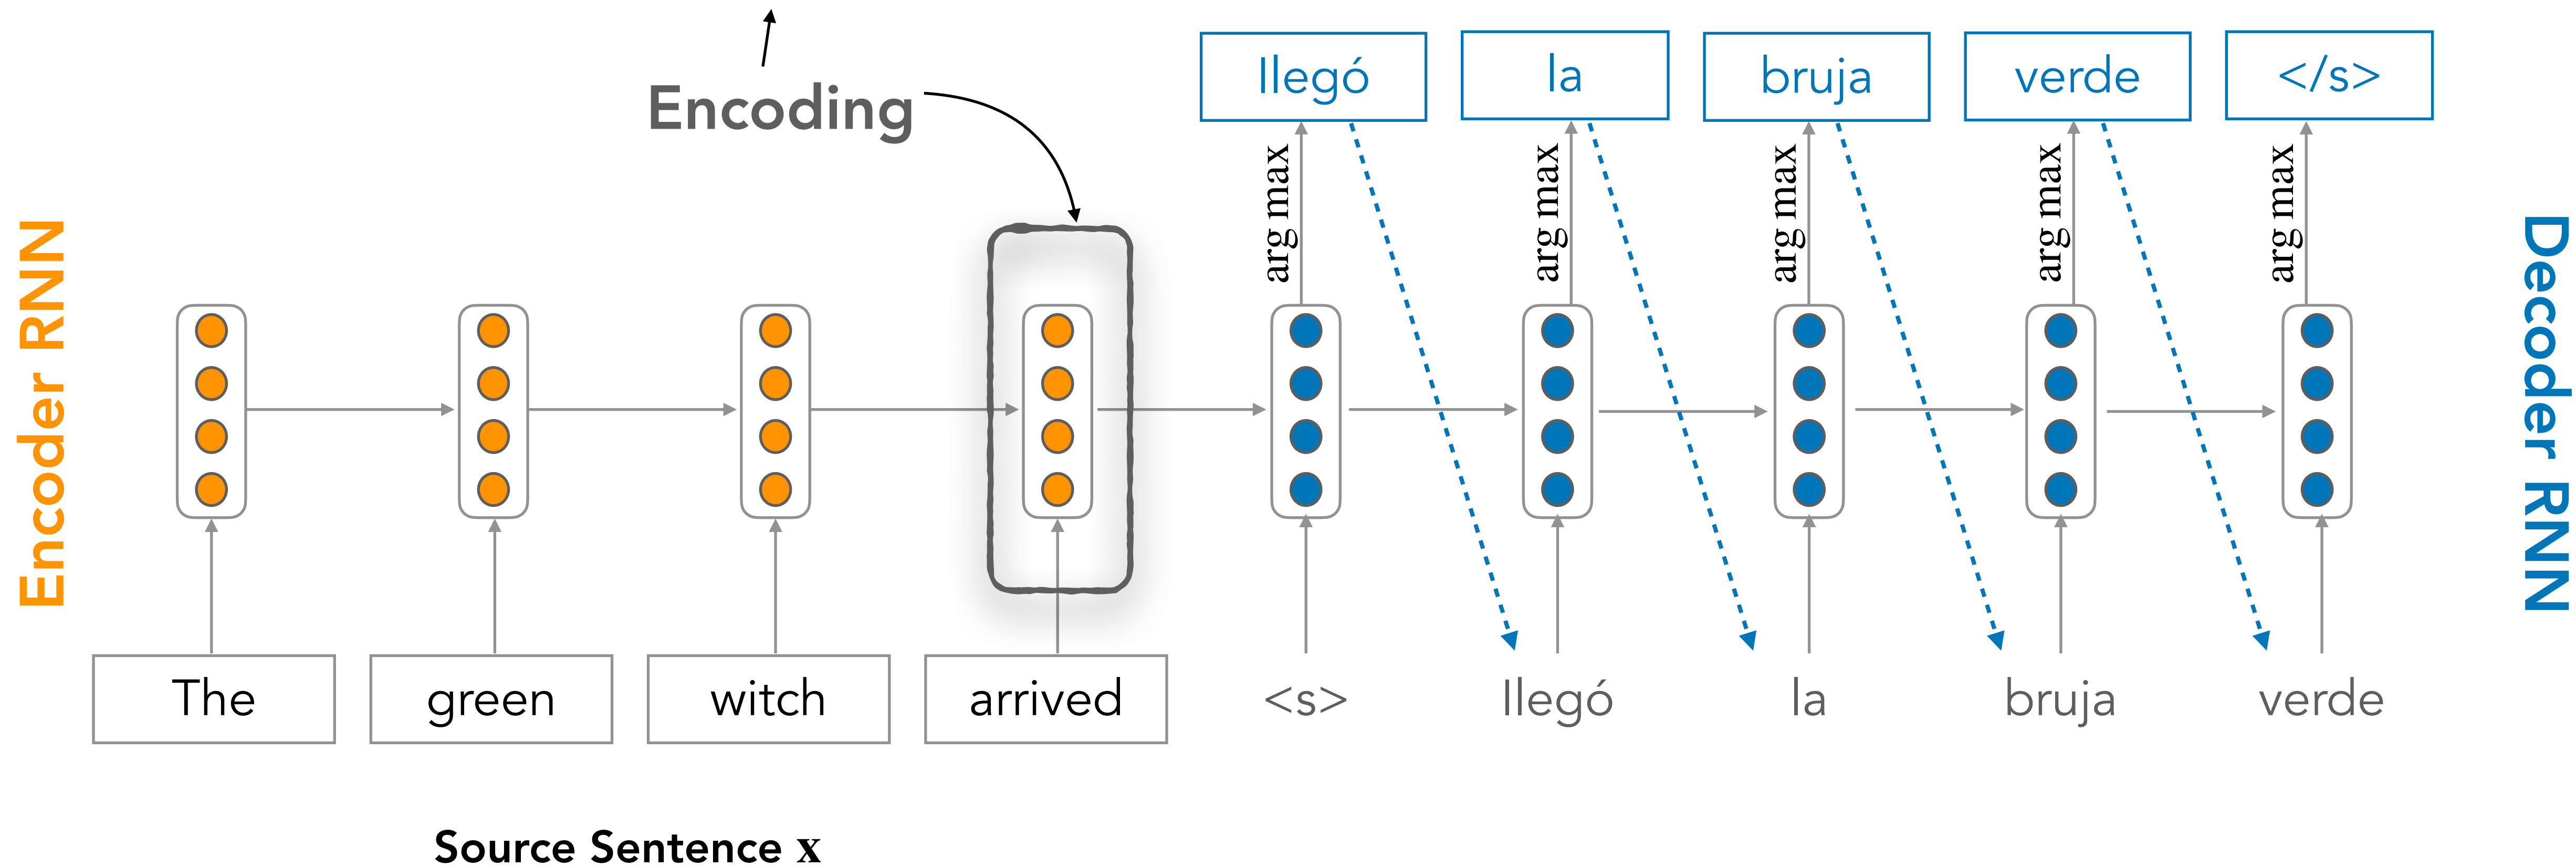 Encoding
llegó
la
bruja
verde
</s>
arg max
arg max
arg max
arg max
arg max
Encoder RNN
Decoder RNN
The
green
witch
arrived
<s>
llegó
la
bruja
verde
Source Sentence x